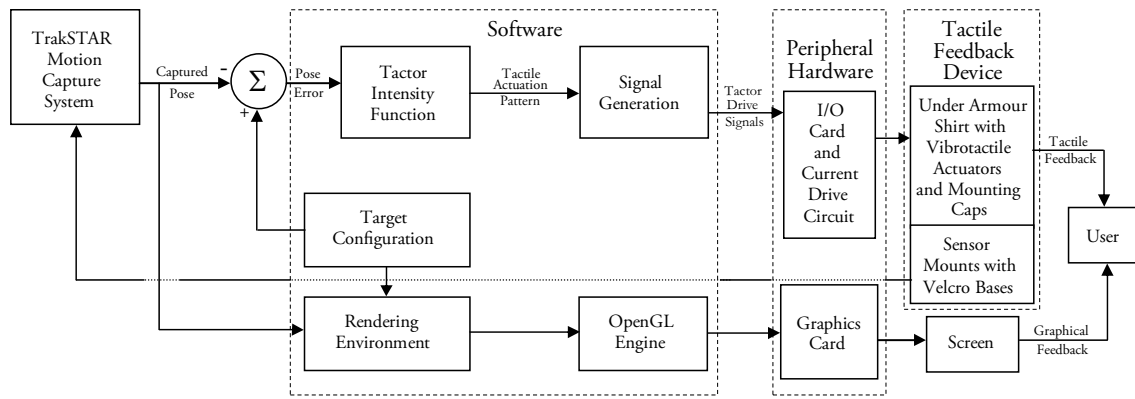 Software
Peripheral
Hardware
Tactile
Feedback
Device
TrakSTAR
Motion
Capture
System
Captured
Pose
-
Σ
+
Pose
Error
Tactor
Intensity
Function
Tactile
Actuation
Pattern
Signal
Generation
Tactor
Drive
Signals
I/O
Card
and
Current
Drive
Circuit
Under Armour
Shirt with
Vibrotactile
Actuators
and Mounting
Caps
Tactile
Feedback
User
Target
Configuration
Sensor
Mounts with
Velcro Bases
Rendering
Environment
OpenGL
Engine
Graphics
Card
Screen
Graphical
Feedback